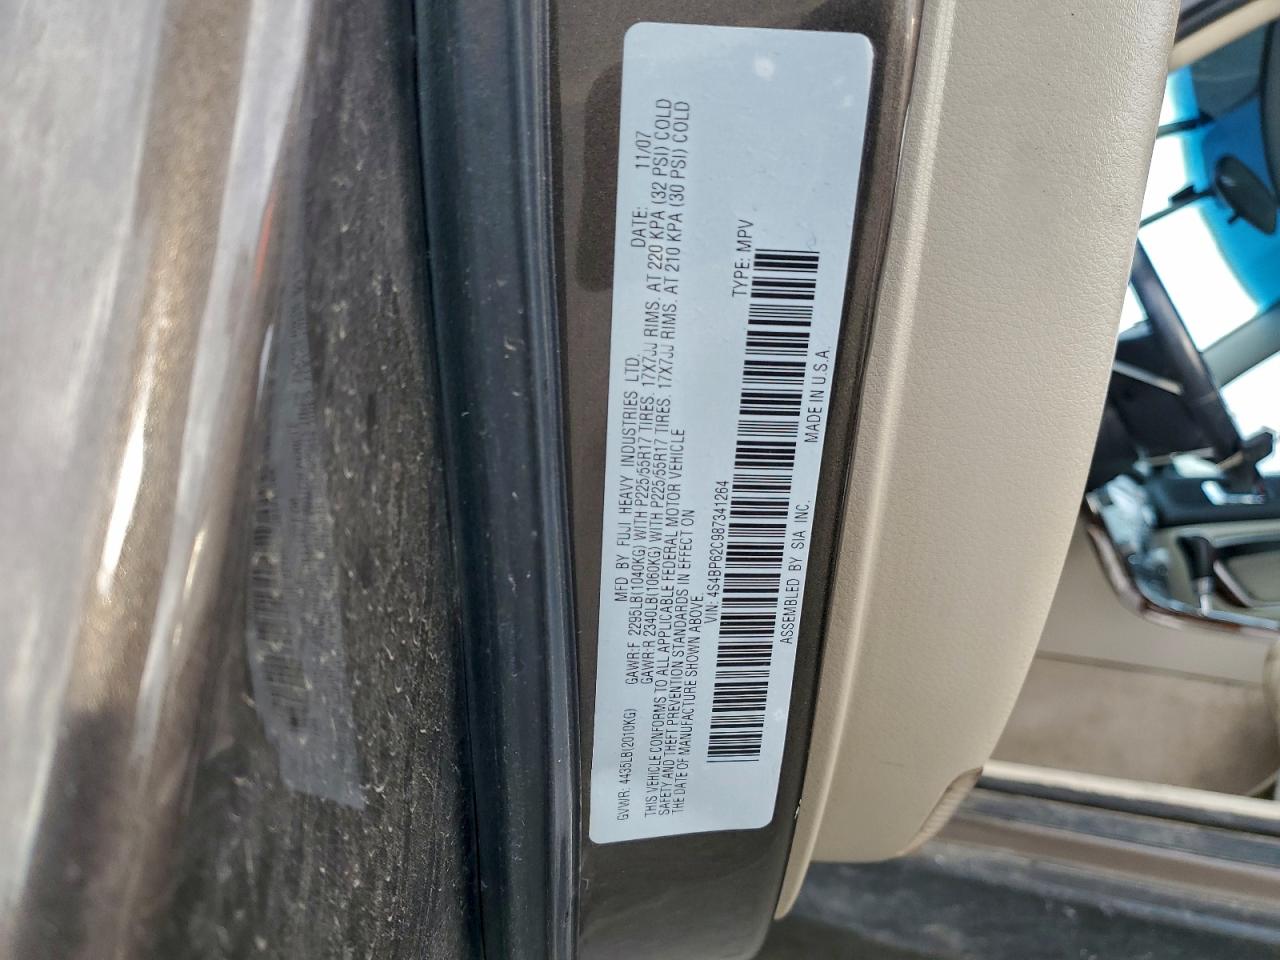 MFD BY FUJI HEAVY INDUSTRIES LTD. DATE: 11/07
GVWR: 4435LB(2010KG) GAWR:F 2295LB(1040KG) WITH P225/55R17 TIRES. 17X7JJ RIMS. AT 220 KPA (32 PSI) COLD
GAWR:R 2340LB(1060KG) WITH P225/55R17 TIRES. 17X7JJ RIMS. AT 210 KPA (30 PSI) COLD
THIS VEHICLE CONFORMS TO ALL APPLICABLE FEDERAL MOTOR VEHICLE
SAFETY AND THEFT PREVENTION STANDARDS IN EFFECT ON
THE DATE OF MANUFACTURE SHOWN ABOVE.
VIN: 4S4BP62C987341264 TYPE: MPV
ASSEMBLED BY SIA INC. MADE IN U.S.A.